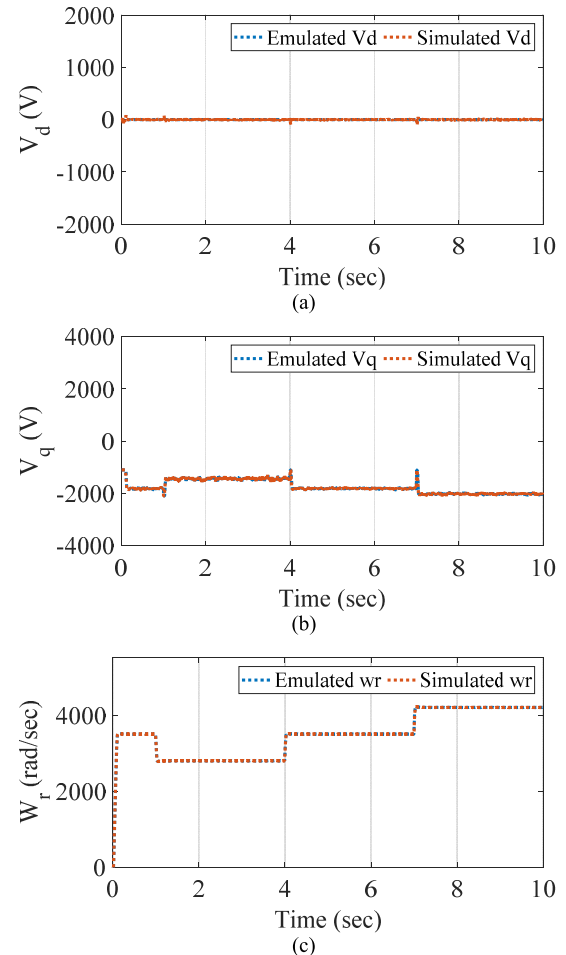 2000
Emulated Vd Simulated Vd
1000
0
-1000
-2000
V_d (V)
0 2 4 6 8 10
Time (sec)
(a)
4000
Emulated Vq Simulated Vq
2000
0
-2000
-4000
V_q (V)
0 2 4 6 8 10
Time (sec)
(b)
Emulated wr Simulated wr
4000
2000
0
W_r (rad/sec)
0 2 4 6 8 10
Time (sec)
(c)